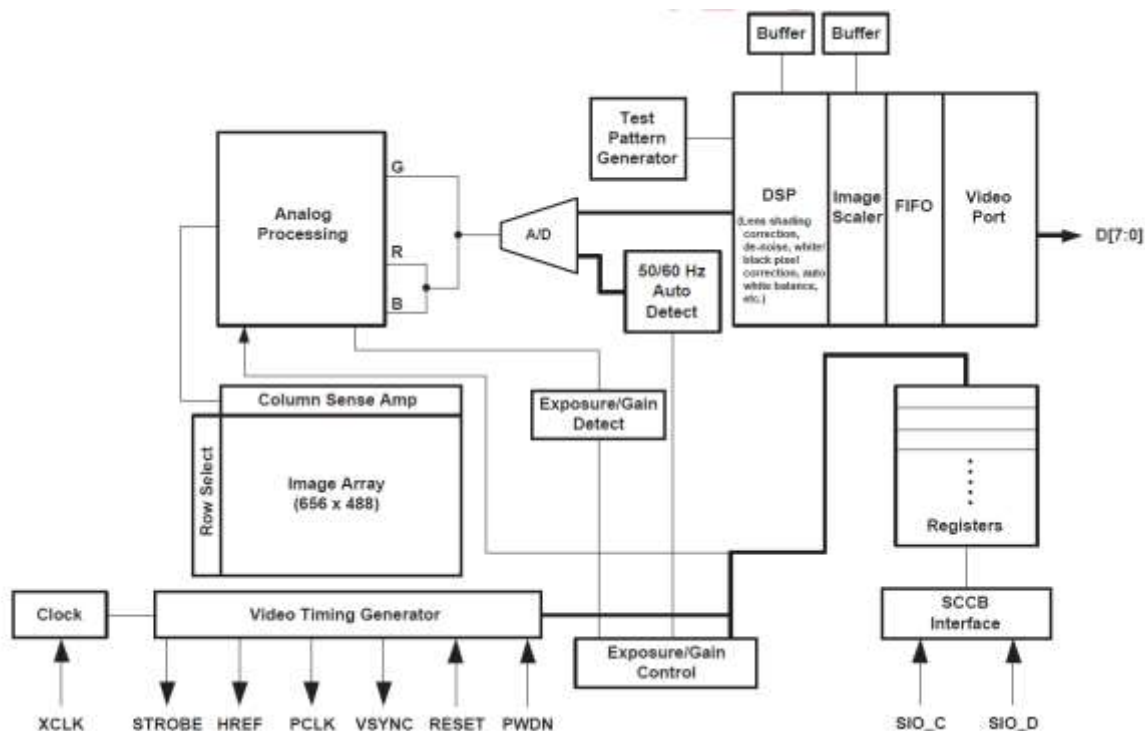 Buffer
Buffer
Test
Pattern
Generator
DSP
(Lens shading
correction,
de-noise, white/
black pixel
correction, auto
white balance,
etc.)
Image
Scaler
FIFO
Video
Port
D[7:0]
G
Analog
Processing
R
B
A/D
50/60 Hz
Auto
Detect
Column Sense Amp
Exposure/Gain
Detect
Row Select
Image Array
(656 x 488)
Registers
Clock
Video Timing Generator
SCCB
Interface
Exposure/Gain
Control
XCLK
STROBE
HREF
PCLK
VSYNC
RESET
PWDN
SIO_C
SIO_D